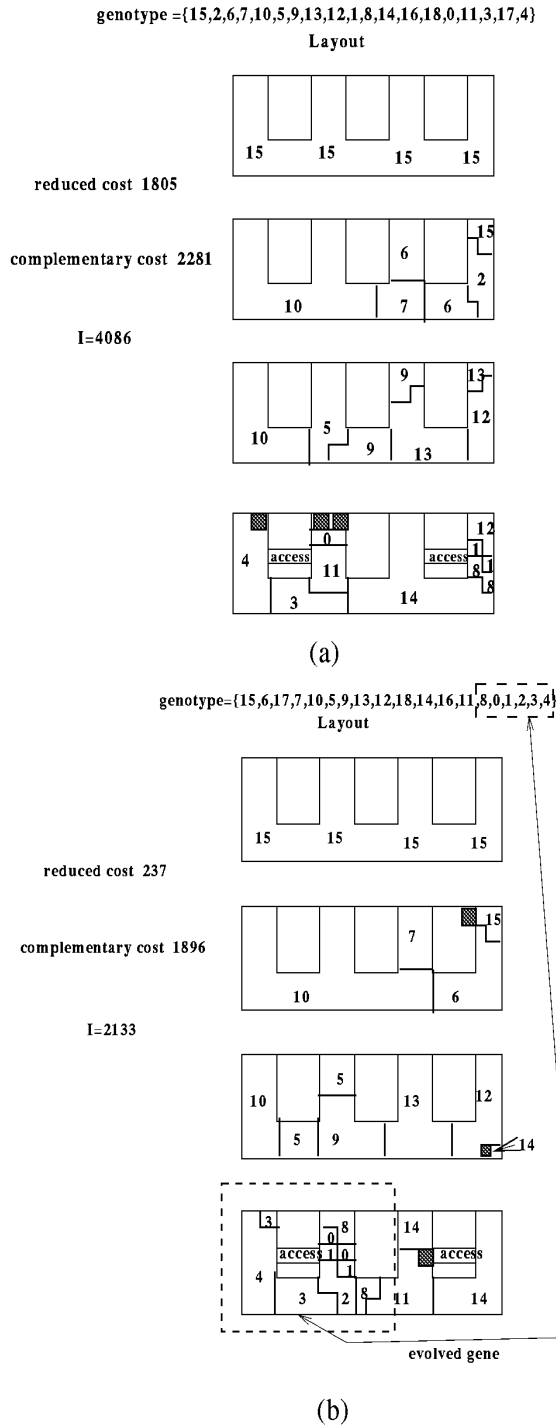 genotype ={15,2,6,7,10,5,9,13,12,1,8,14,16,18,0,11,3,17,4}
Layout
15 15 15 15
reduced cost 1805
15
6
complementary cost 2281
2
10 7 6
I=4086
9 13
12
10 5
9 13
12
0
1
4 access access
11 8 1
8
3 14
(a)
genotype={15,6,17,7,10,5,9,13,12,18,14,16,11,8,0,1,2,3,4}
Layout
15 15 15 15
reduced cost 237
15
7
complementary cost 1896
10 6
I=2133
5
10 13 12
5 9 14
3 8 14
0
access 1 0 access
4 1
3 2 8 11 14
evolved gene
(b)